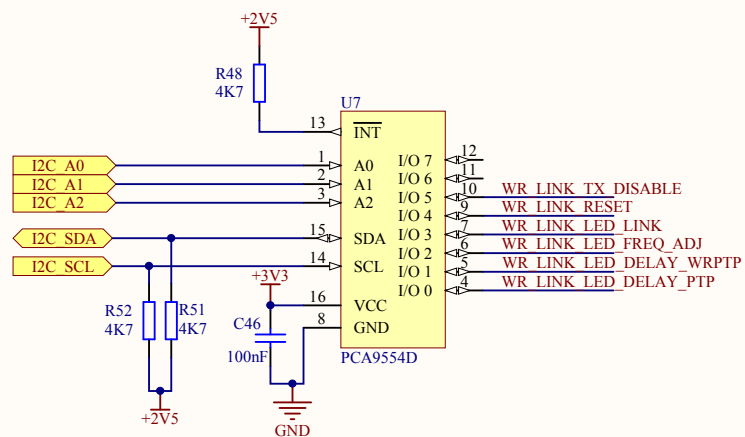 +2V5
R48
4K7
U7
13
INT
1
A0
2
A1
3
A2
15
SDA
14
SCL
16
VCC
8
GND
I/O 7
12
I/O 6
11
I/O 5
10
WR_LINK_TX_DISABLE
I/O 4
9
WR_LINK_RESET
I/O 3
7
WR_LINK_LED_LINK
I/O 2
6
WR_LINK_LED_FREQ_ADJ
I/O 1
5
WR_LINK_LED_DELAY_WRPTP
I/O 0
4
WR_LINK_LED_DELAY_PTP
PCA9554D
I2C_A0
I2C_A1
I2C_A2
I2C_SDA
I2C_SCL
+3V3
R52
4K7
R51
4K7
C46
100nF
+2V5
GND